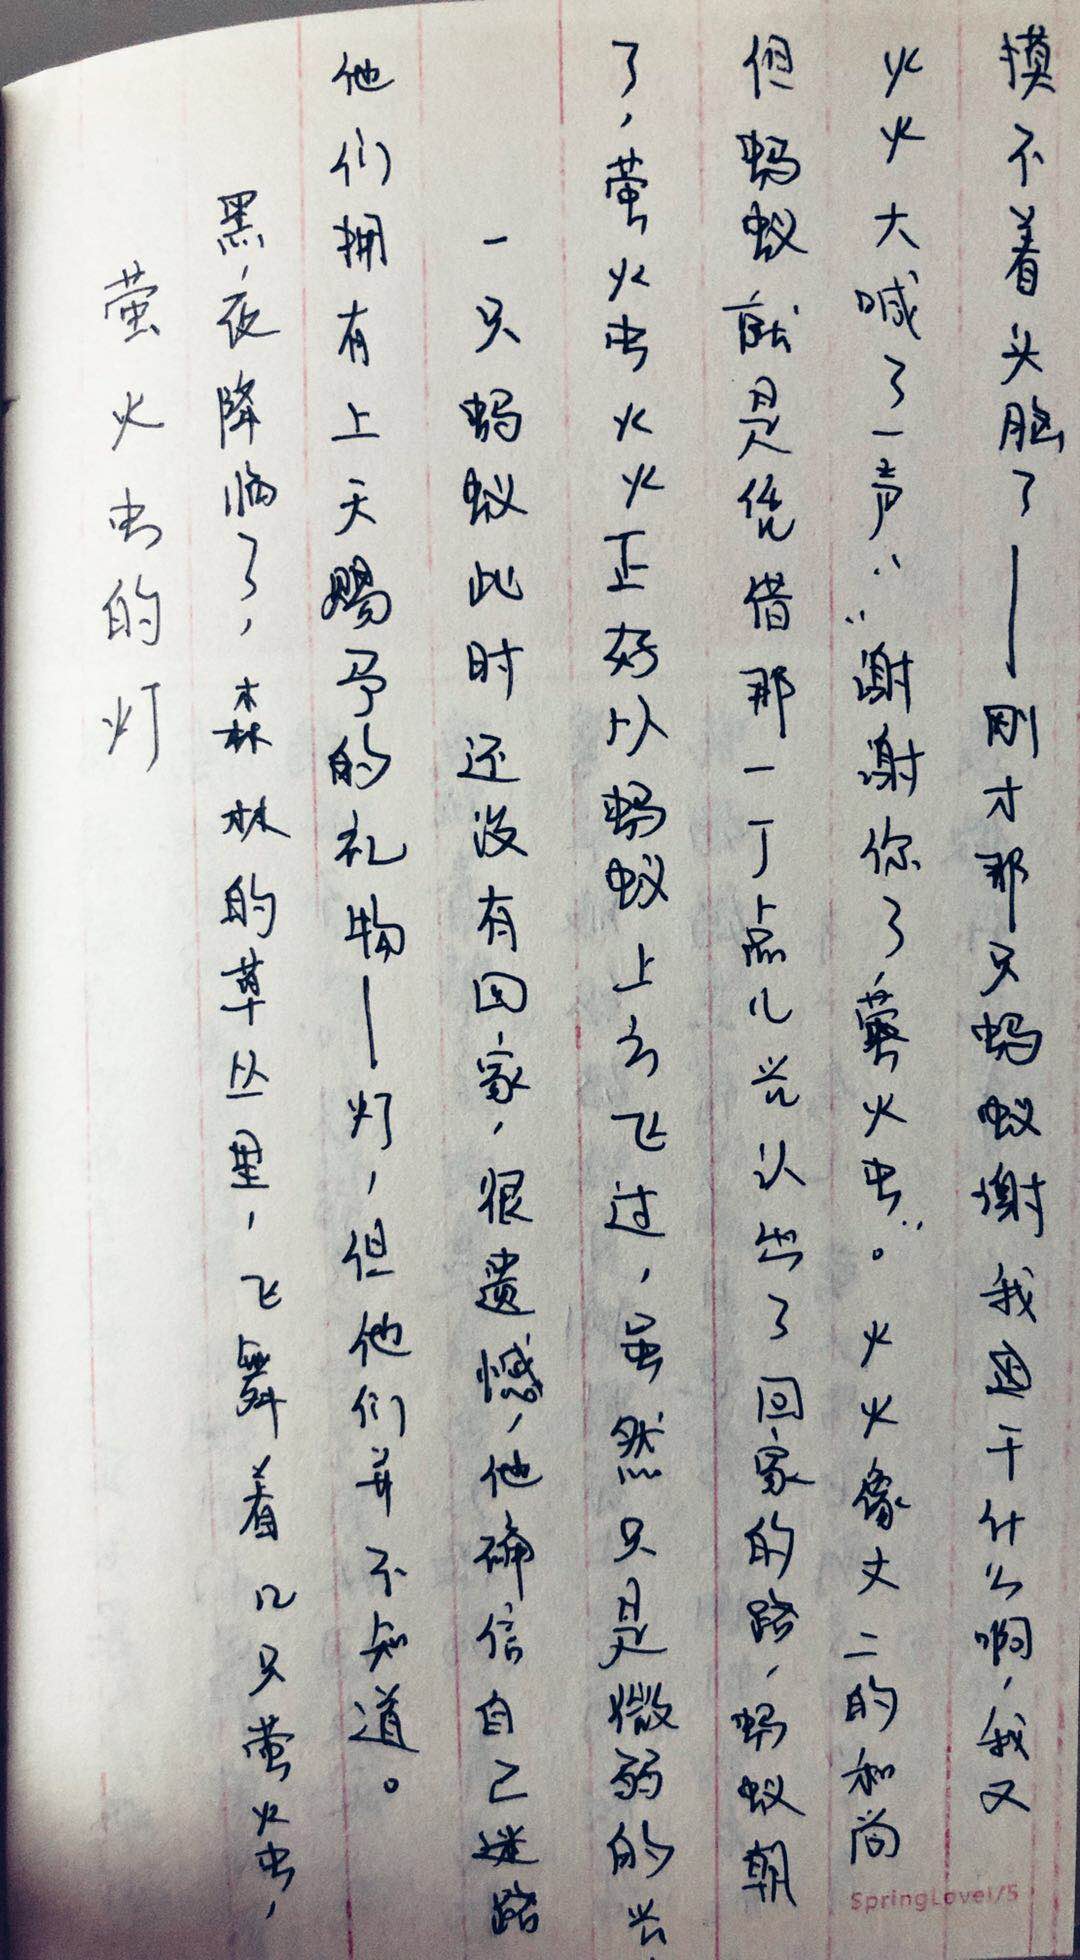 萤火虫的灯
黑夜降临了，森林的草丛里，飞舞着几只萤火虫，
他们拥有上天赐予的礼物——灯，但他们并不知道。
一只蚂蚁此时还没有回家，很遗憾，他确信自己迷路
了，萤火虫火火正好从蚂蚁上方飞过，虽然只是微弱的光，
但蚂蚁就是凭借那一丁点儿光认出了回家的路，蚂蚁朝
火火大喊了一声：“谢谢你了，萤火虫”。火火像丈二的和尚
摸不着头脑了——刚才那只蚂蚁谢我因干什么啊，我又
SpringLovel/5